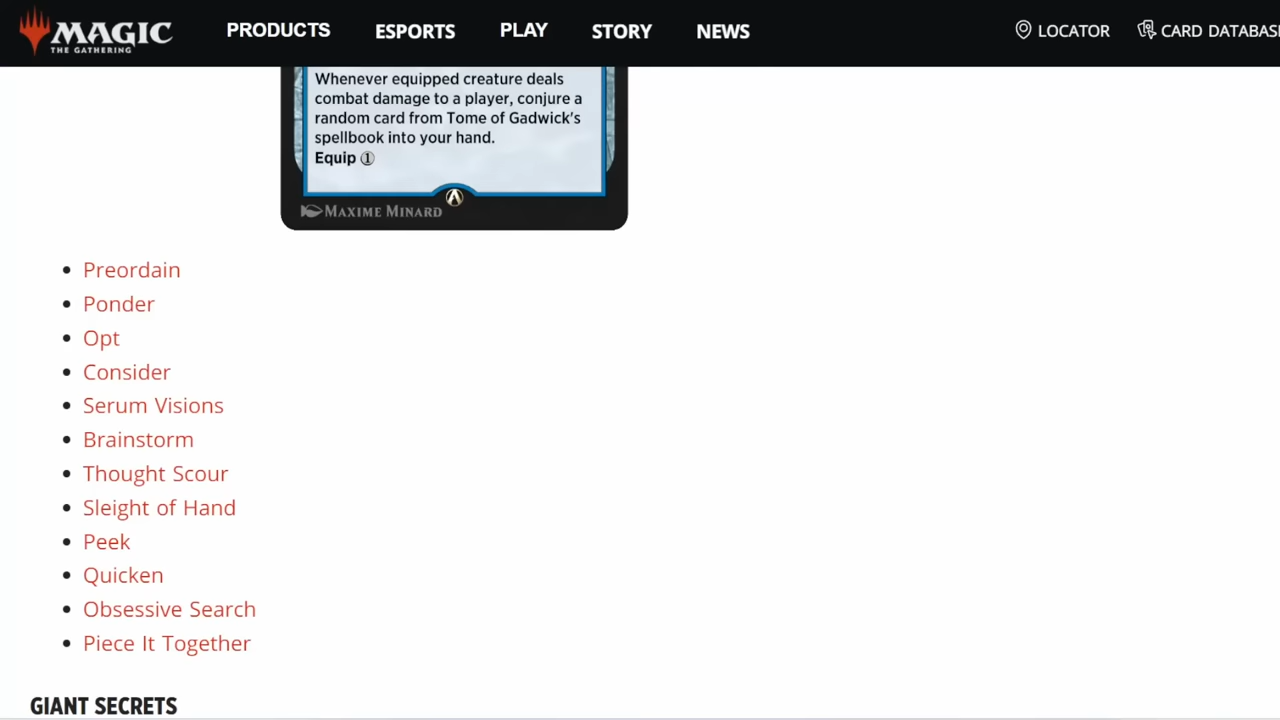 MAGIC
THE GATHERING
PRODUCTS ESPORTS PLAY STORY NEWS LOCATOR CARD DATABAS
Whenever equipped creature deals
combat damage to a player, conjure a
random card from Tome of Gadwick's
spellbook into your hand.
Equip 1
MAXIME MINARD
Preordain
Ponder
Opt
Consider
Serum Visions
Brainstorm
Thought Scour
Sleight of Hand
Peek
Quicken
Obsessive Search
Piece It Together
GIANT SECRETS